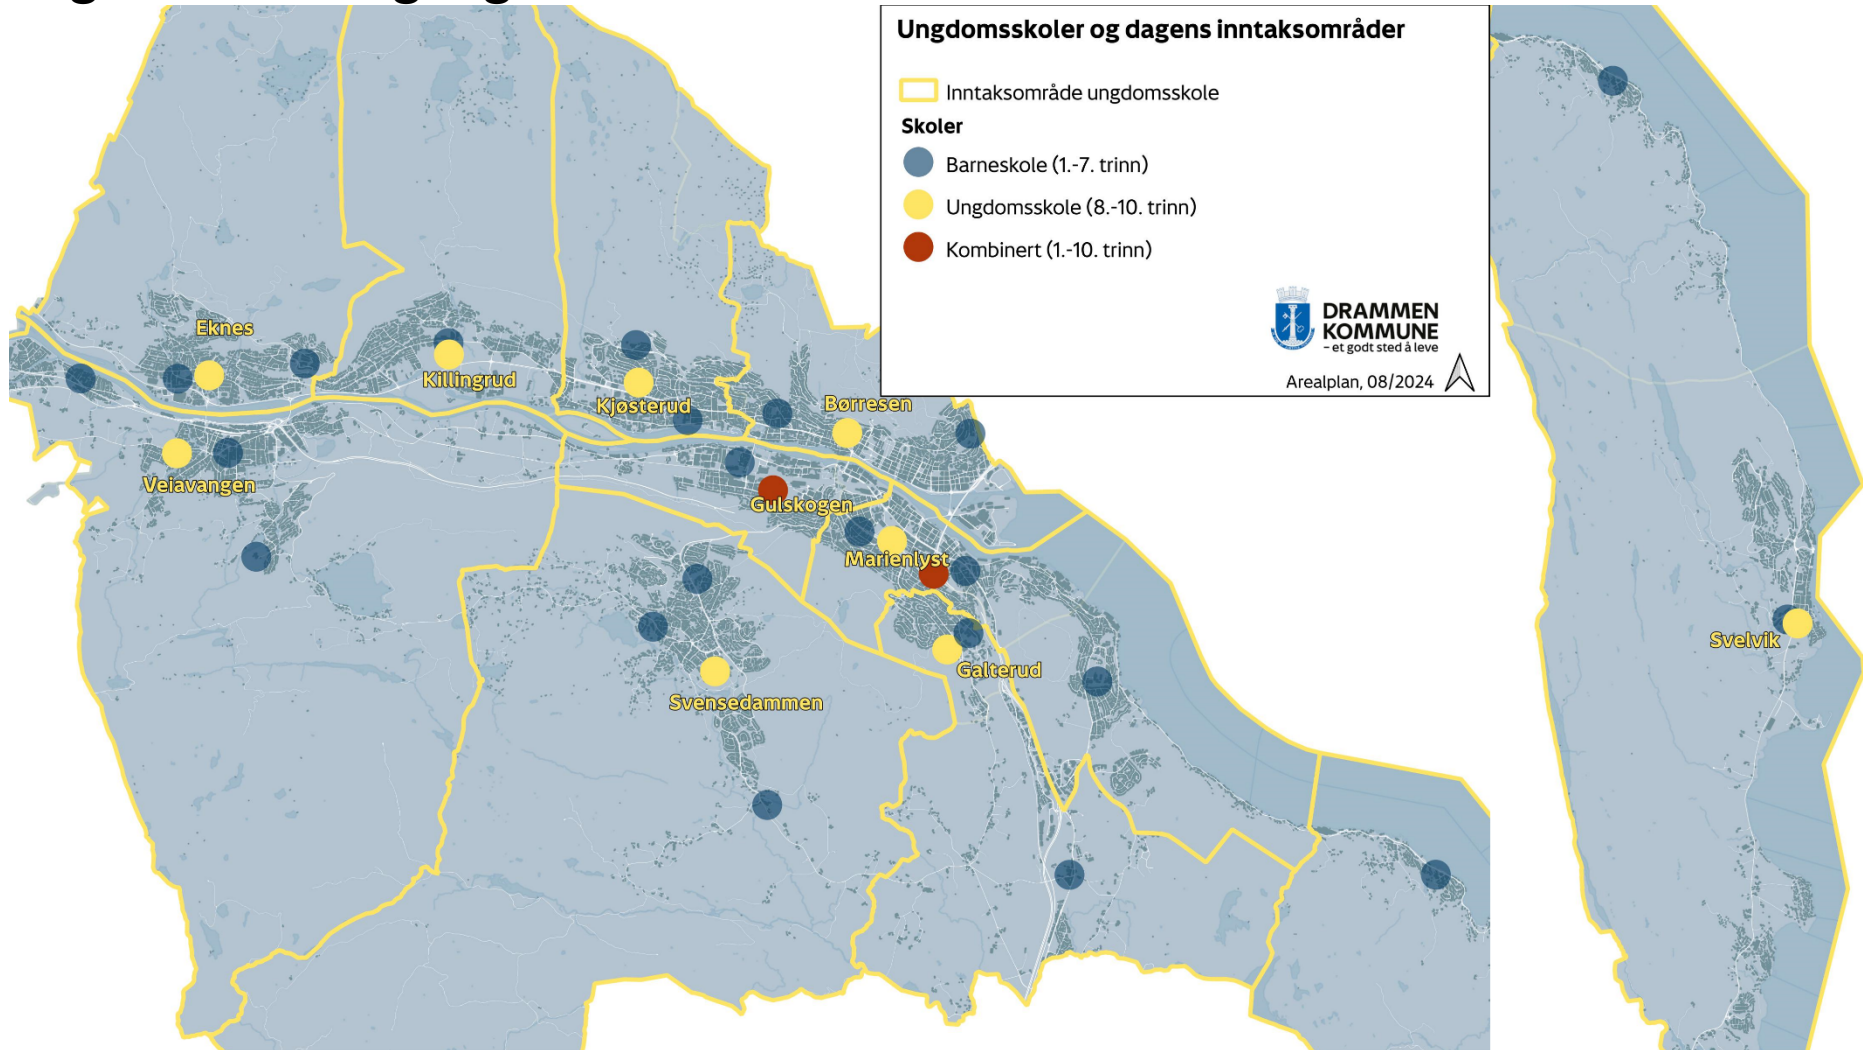 Ungdomsskoler og dagens inntaksområder
Inntaksområde ungdomsskole
Skoler
Barneskole (1.-7. trinn)
Ungdomsskole (8.-10. trinn)
Kombinert (1.-10. trinn)
DRAMMEN
KOMMUNE
– et godt sted å leve
Arealplan, 08/2024
Eknes
Killingrud
Kjøsterud
Børresen
Veiavangen
Gulskogen
Marienlyst
Galterud
Svensedammen
Svelvik